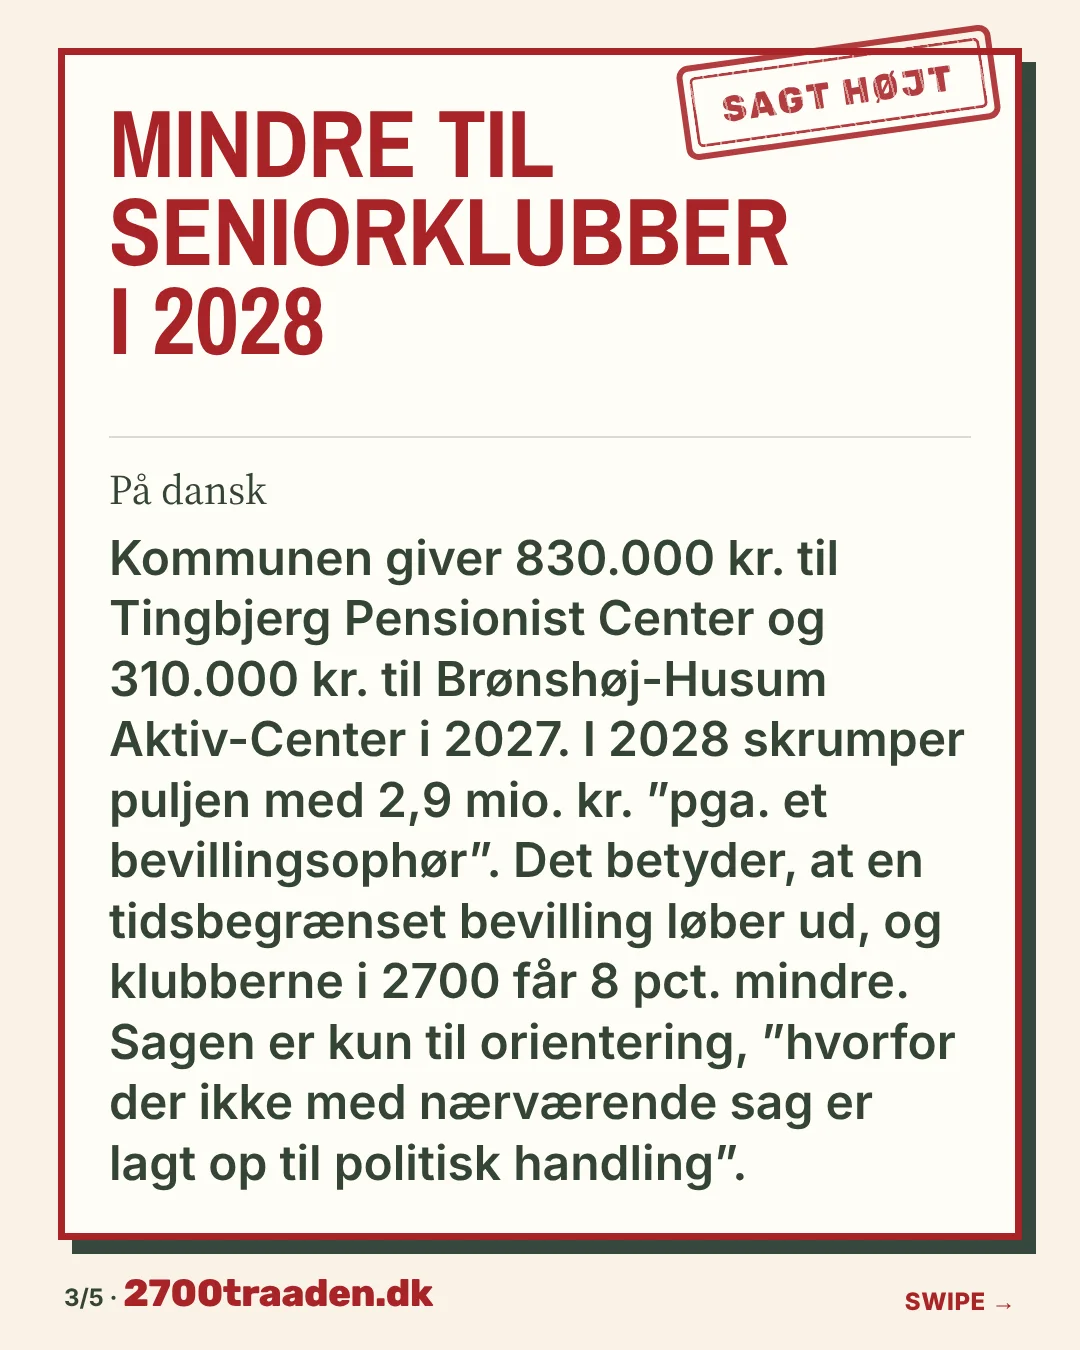 SAGT HØJT
MINDRE TIL
SENIORKLUBBER
I 2028
På dansk
Kommunen giver 830.000 kr. til
Tingbjerg Pensionist Center og
310.000 kr. til Brønshøj-Husum
Aktiv-Center i 2027. I 2028 skrumper
puljen med 2,9 mio. kr. ”pga. et
bevillingsophør”. Det betyder, at en
tidsbegrænset bevilling løber ud, og
klubberne i 2700 får 8 pct. mindre.
Sagen er kun til orientering, ”hvorfor
der ikke med nærværende sag er
lagt op til politisk handling”.
3/5 · 2700traaden.dk
SWIPE →